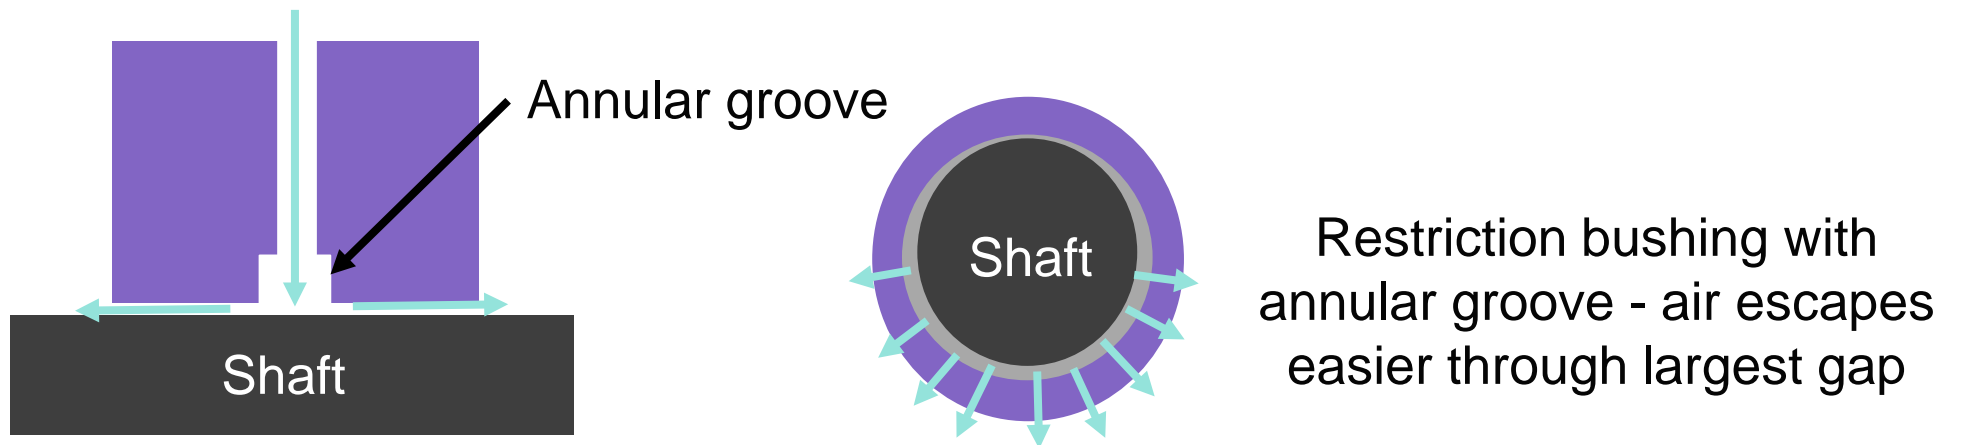 Annular groove
Shaft
Shaft
Restriction bushing with
annular groove - air escapes
easier through largest gap